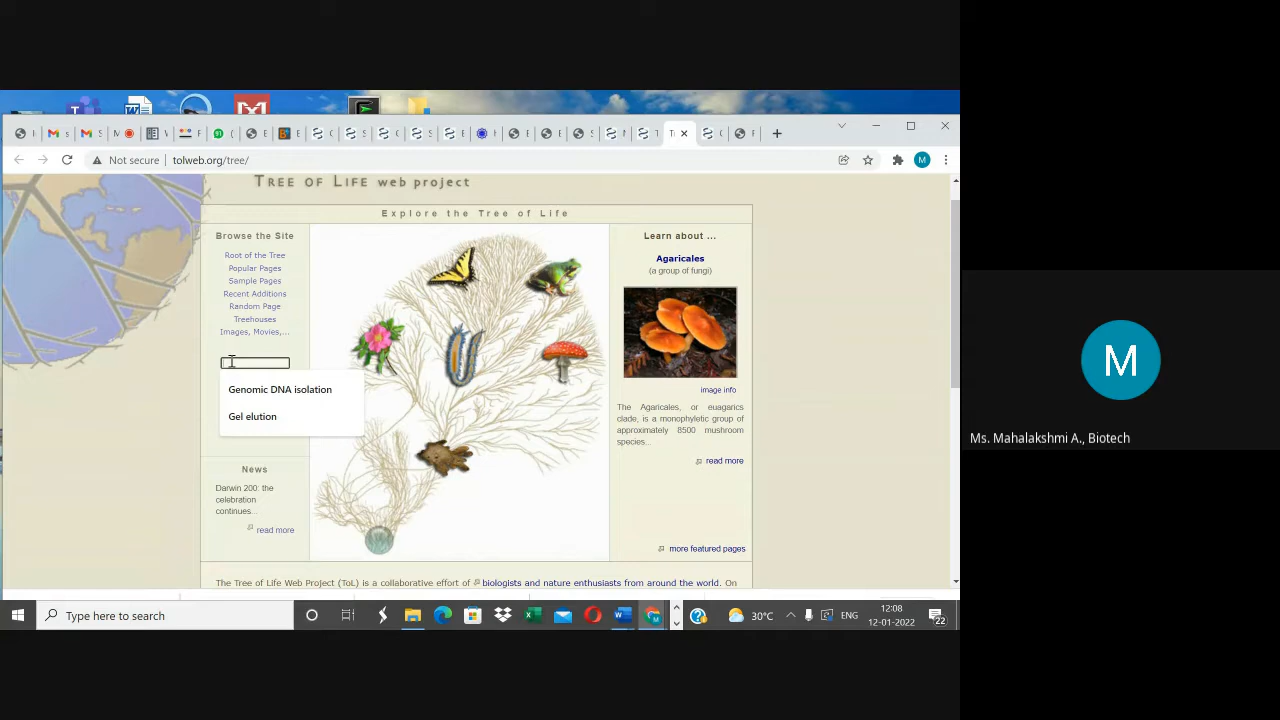 Not secure
tolweb.org/tree/
TREE OF LIFE web project
Explore the Tree of Life
Browse the Site
Root of the Tree
Popular Pages
Sample Pages
Recent Additions
Random Page
Treehouses
Images, Movies,...
Genomic DNA isolation
Gel elution
News
Darwin 200: the
celebration
continues...
read more
Learn about ...
Agaricales
(a group of fungi)
image info
The Agaricales, or euagarics
clade, is a monophyletic group of
approximately 8500 mushroom
species...
read more
more featured pages
The Tree of Life Web Project (ToL) is a collaborative effort of biologists and nature enthusiasts from around the world. On
Type here to search
30°C
ENG
12:08
12-01-2022
22
M
Ms. Mahalakshmi A., Biotech